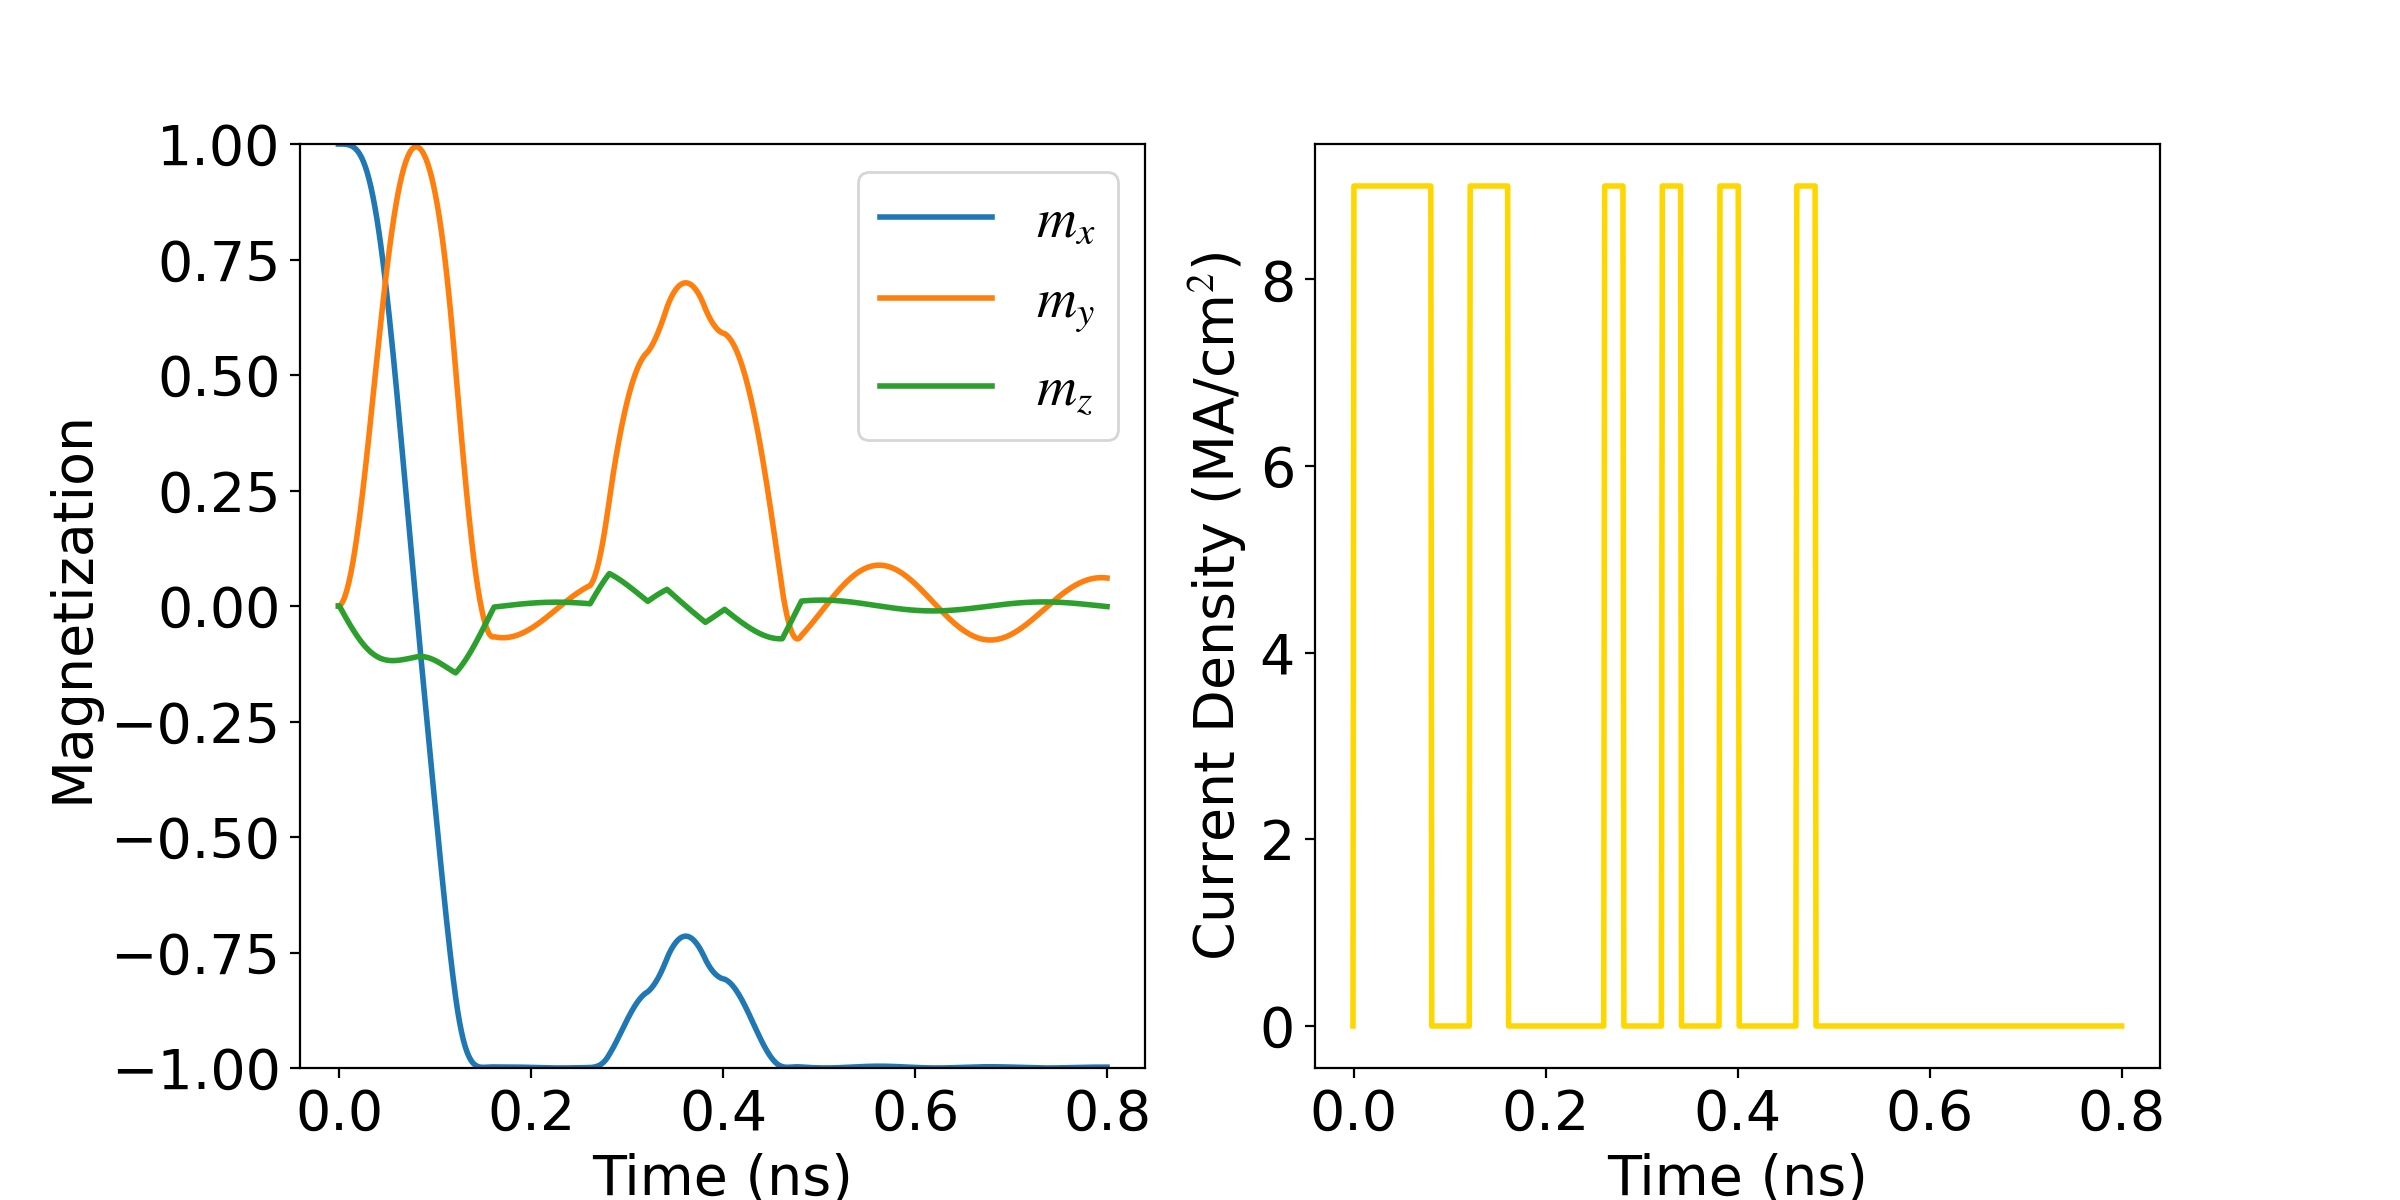 1.00
0.75
0.50
0.25
0.00
−0.25
−0.50
−0.75
−1.00
Magnetization
0.0 0.2 0.4 0.6 0.8
Time (ns)
m_x
m_y
m_z
8
6
4
2
0
Current Density (MA/cm²)
0.0 0.2 0.4 0.6 0.8
Time (ns)